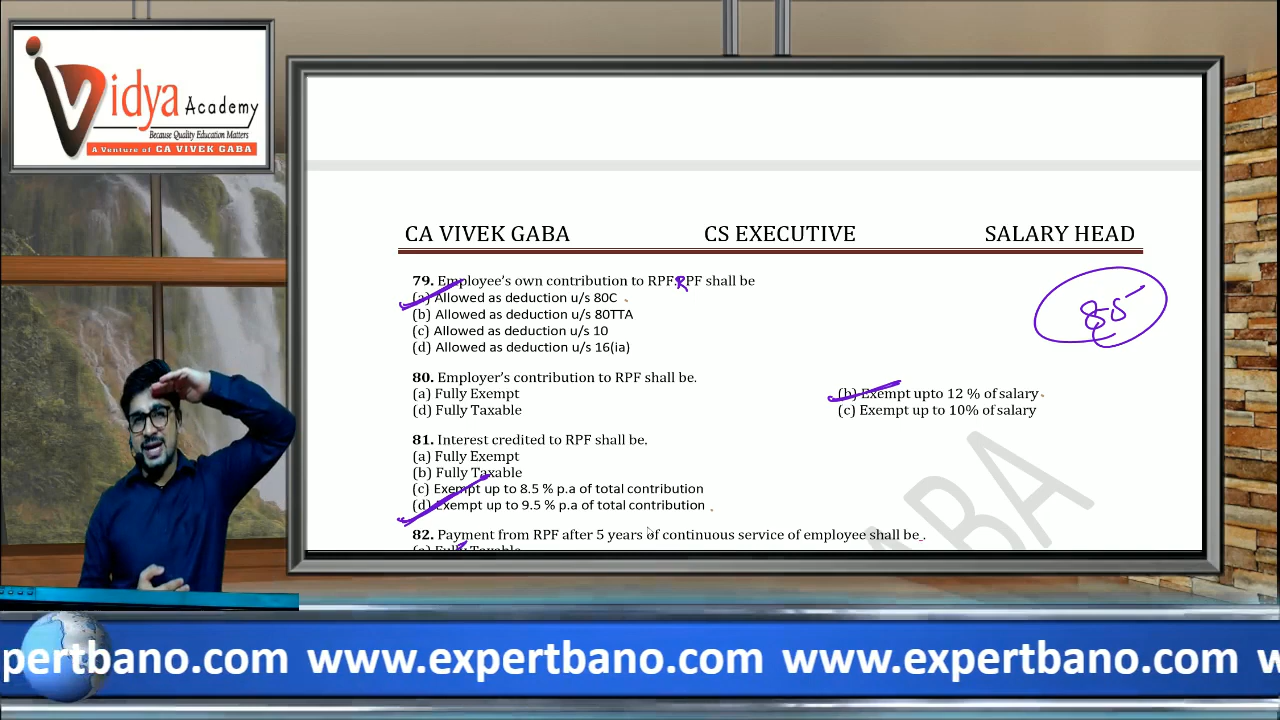 Vidya
Academy
Because Quality Education Matters
A Venture of CA VIVEK GABA
CA VIVEK GABA CS EXECUTIVE SALARY HEAD
79. Employee's own contribution to RPF.RPF shall be
(a) Allowed as deduction u/s 80C
(b) Allowed as deduction u/s 80TTA
(c) Allowed as deduction u/s 10
(d) Allowed as deduction u/s 16(ia)
85
80. Employer's contribution to RPF shall be.
(a) Fully Exempt
(b) Exempt upto 12 % of salary
(d) Fully Taxable
(c) Exempt up to 10% of salary
81. Interest credited to RPF shall be.
(a) Fully Exempt
(b) Fully Taxable
(c) Exempt up to 8.5 % p.a of total contribution
(d) Exempt up to 9.5 % p.a of total contribution
82. Payment from RPF after 5 years of continuous service of employee shall be .
(a) Fully Taxable
ABA
pertbano.com www.expertbano.com www.expertbano.com w